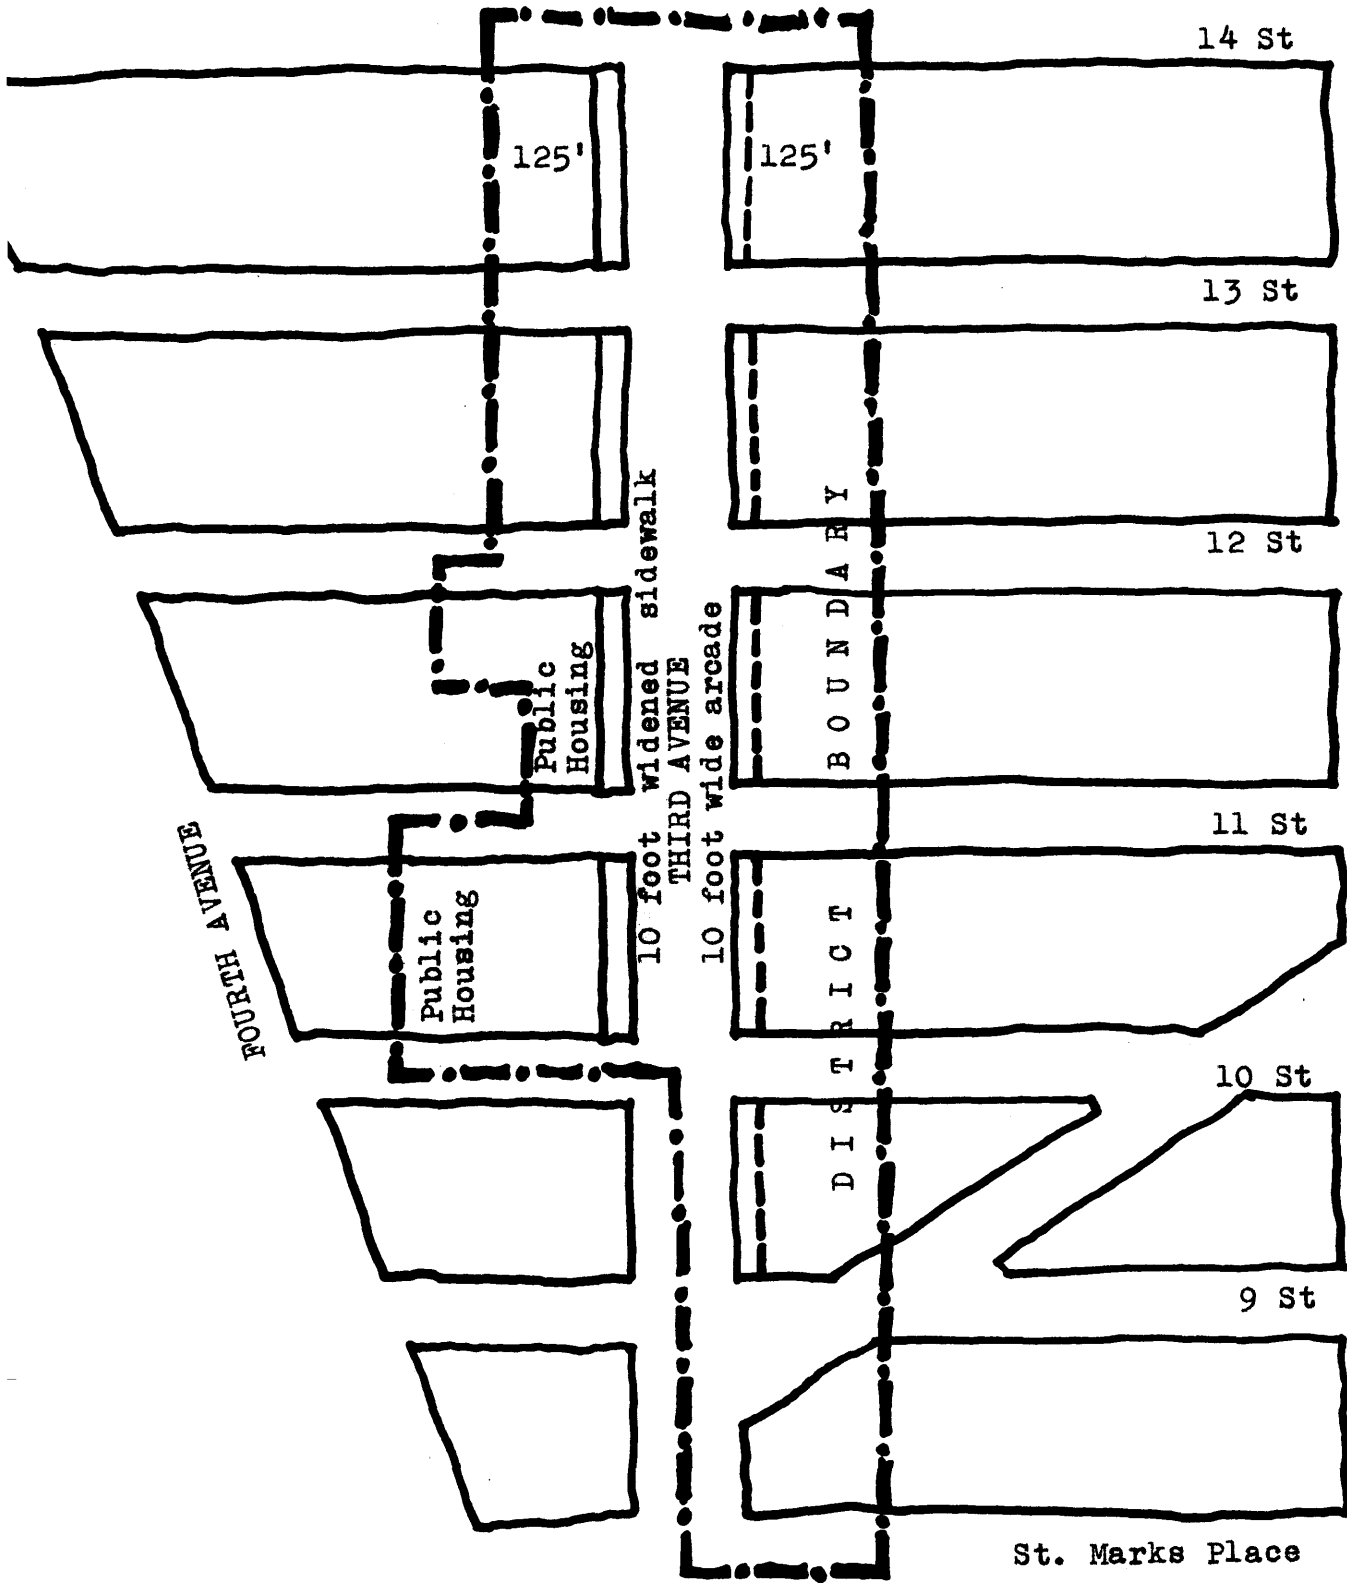 14 St
125'
125'
13 St
12 St
10 foot widened sidewalk
THIRD AVENUE
10 foot wide arcade
Public
Housing
11 St
FOURTH AVENUE
Public
Housing
DISTRICT BOUNDARY
10 St
9 St
St. Marks Place